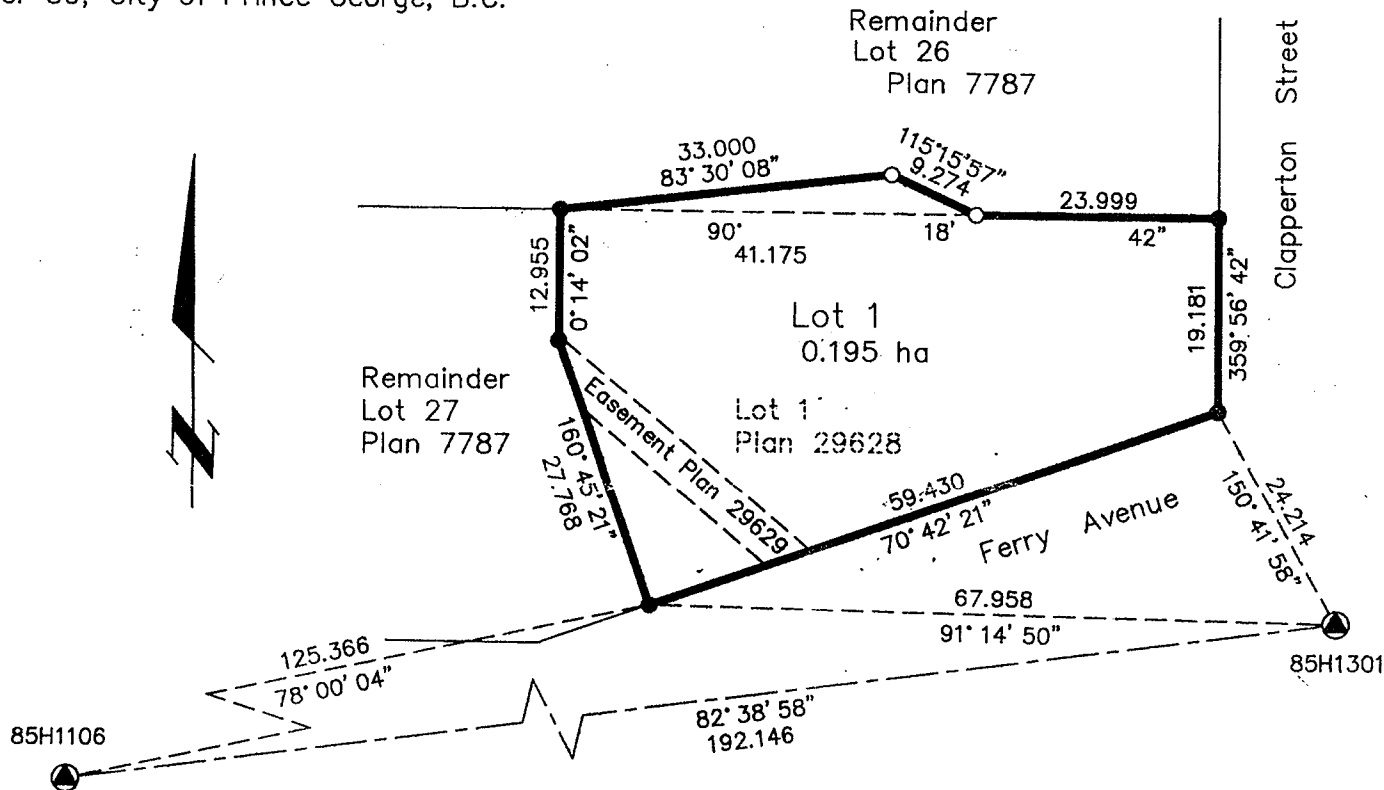 City of Prince George, B.C.
Remainder
Lot 26
Plan 7787
Clapperton Street
33.000
83° 30' 08"
115°15'57"
9.274
23.999
90° 18' 42"
41.175
12.955
0° 14' 02"
Lot 1
0.195 ha
19.181
359° 56' 42"
Remainder
Lot 27
Plan 7787
Easement Plan 29629
Lot 1
Plan 29628
160° 45' 21"
27.768
59.430
70° 42' 21"
Ferry Avenue
24.214
150° 41' 58"
67.958
91° 14' 50"
125.366
78° 00' 04"
85H1301
82° 38' 58"
192.146
85H1106
N